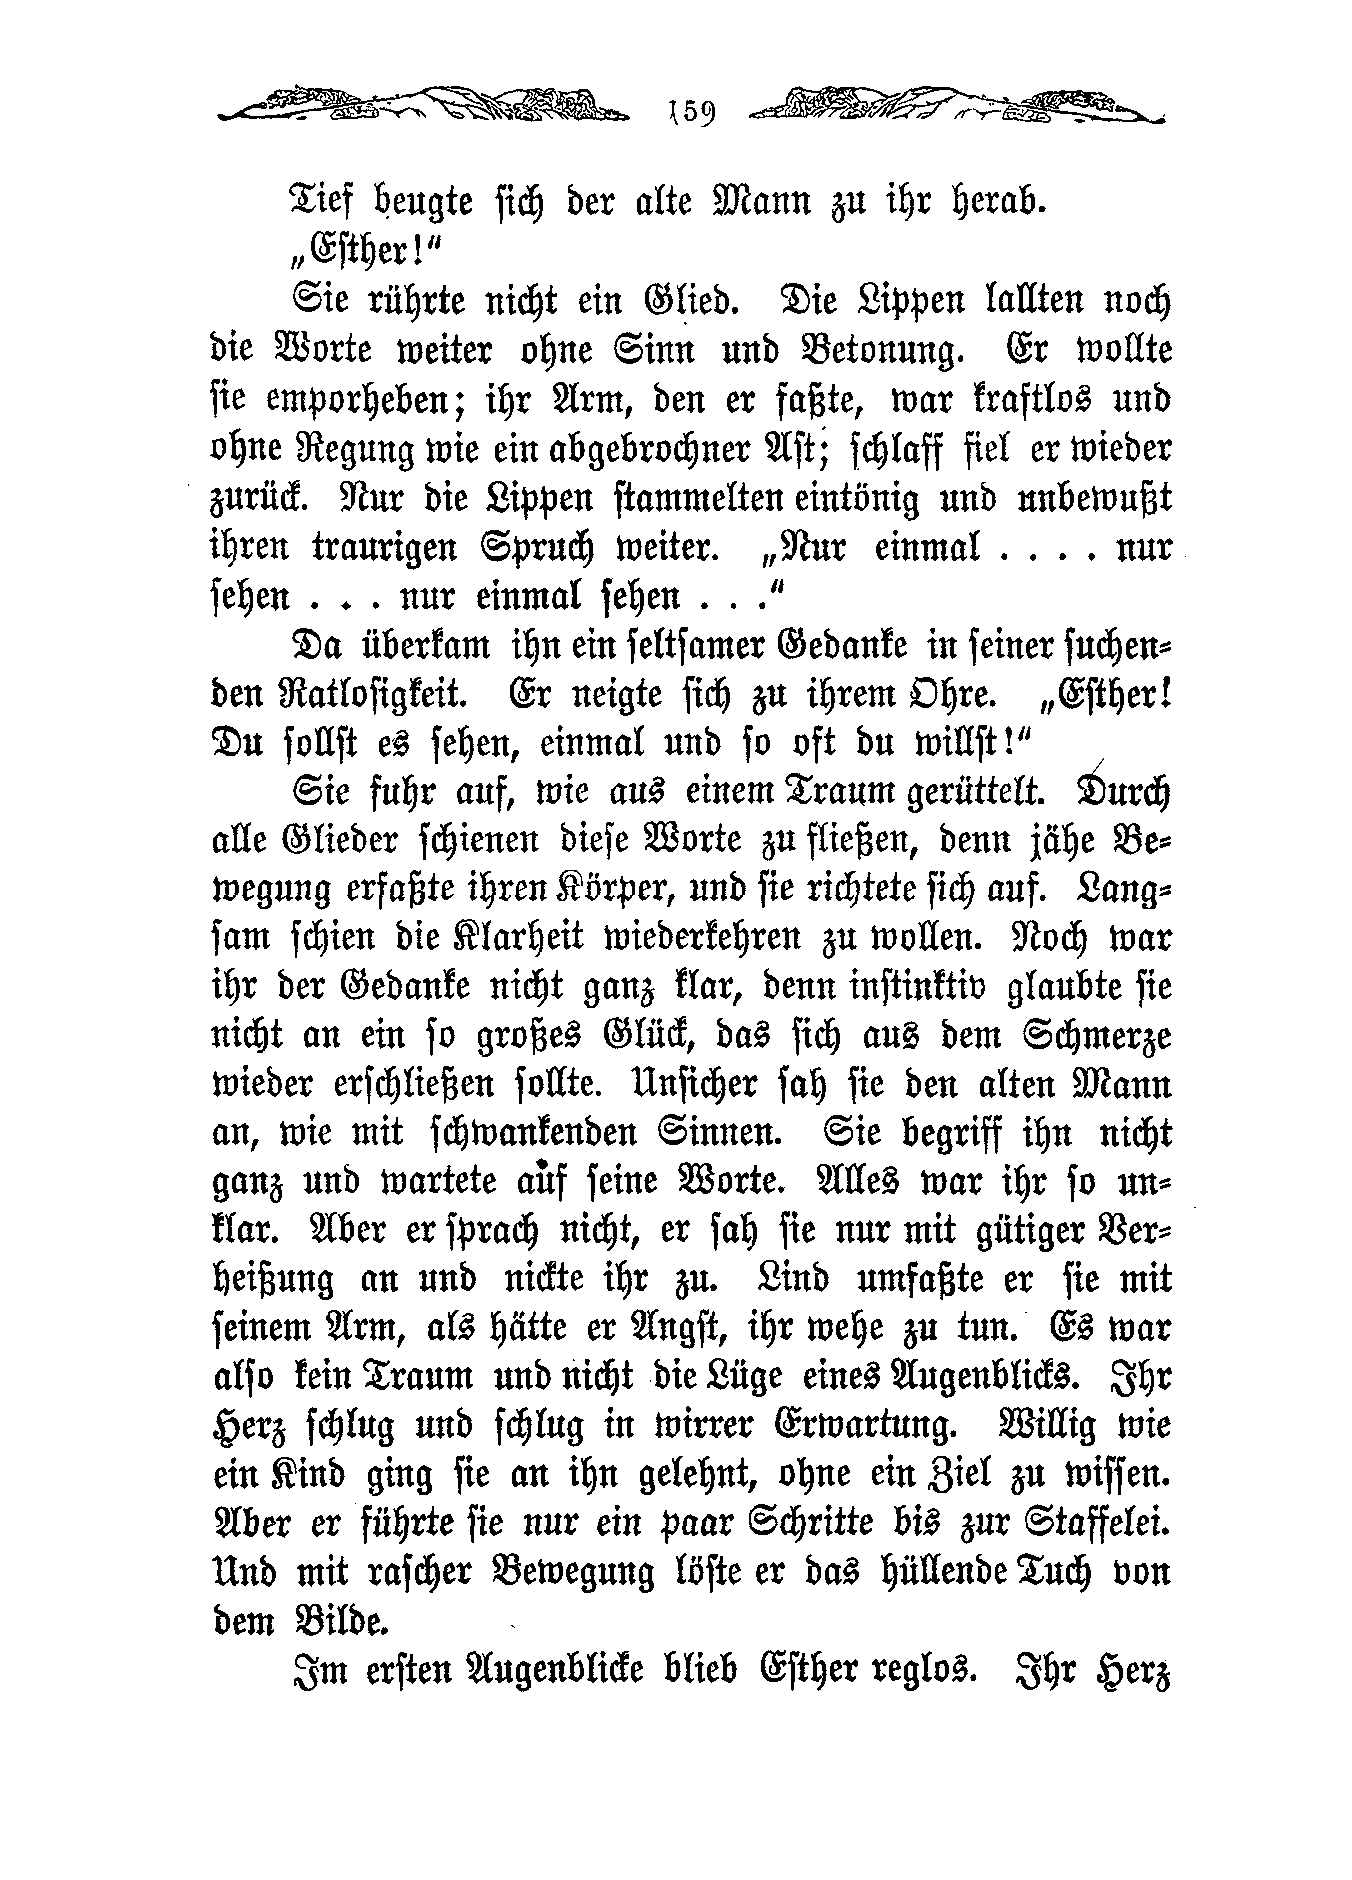 159
Tief beugte sich der alte Mann zu ihr herab.
„Esther!“
Sie rührte nicht ein Glied. Die Lippen lallten noch
die Worte weiter ohne Sinn und Betonung. Er wollte
sie emporheben; ihr Arm, den er faßte, war kraftlos und
ohne Regung wie ein abgebrochner Ast; schlaff fiel er wieder
zurück. Nur die Lippen stammelten eintönig und unbewußt
ihren traurigen Spruch weiter. „Nur einmal . . . . nur
sehen . . . nur einmal sehen . . .“
Da überkam ihn ein seltsamer Gedanke in seiner suchen-
den Ratlosigkeit. Er neigte sich zu ihrem Ohre. „Esther!
Du sollst es sehen, einmal und so oft du willst!“
Sie fuhr auf, wie aus einem Traum gerüttelt. Durch
alle Glieder schienen diese Worte zu fließen, denn jähe Be-
wegung erfaßte ihren Körper, und sie richtete sich auf. Lang-
sam schien die Klarheit wiederkehren zu wollen. Noch war
ihr der Gedanke nicht ganz klar, denn instinktiv glaubte sie
nicht an ein so großes Glück, das sich aus dem Schmerze
wieder erschließen sollte. Unsicher sah sie den alten Mann
an, wie mit schwankenden Sinnen. Sie begriff ihn nicht
ganz und wartete auf seine Worte. Alles war ihr so un-
klar. Aber er sprach nicht, er sah sie nur mit gütiger Ver-
heißung an und nickte ihr zu. Lind umfaßte er sie mit
seinem Arm, als hätte er Angst, ihr wehe zu tun. Es war
also kein Traum und nicht die Lüge eines Augenblicks. Ihr
Herz schlug und schlug in wirrer Erwartung. Willig wie
ein Kind ging sie an ihn gelehnt, ohne ein Ziel zu wissen.
Aber er führte sie nur ein paar Schritte bis zur Staffelei.
Und mit rascher Bewegung löste er das hüllende Tuch von
dem Bilde.
Im ersten Augenblicke blieb Esther reglos. Ihr Herz